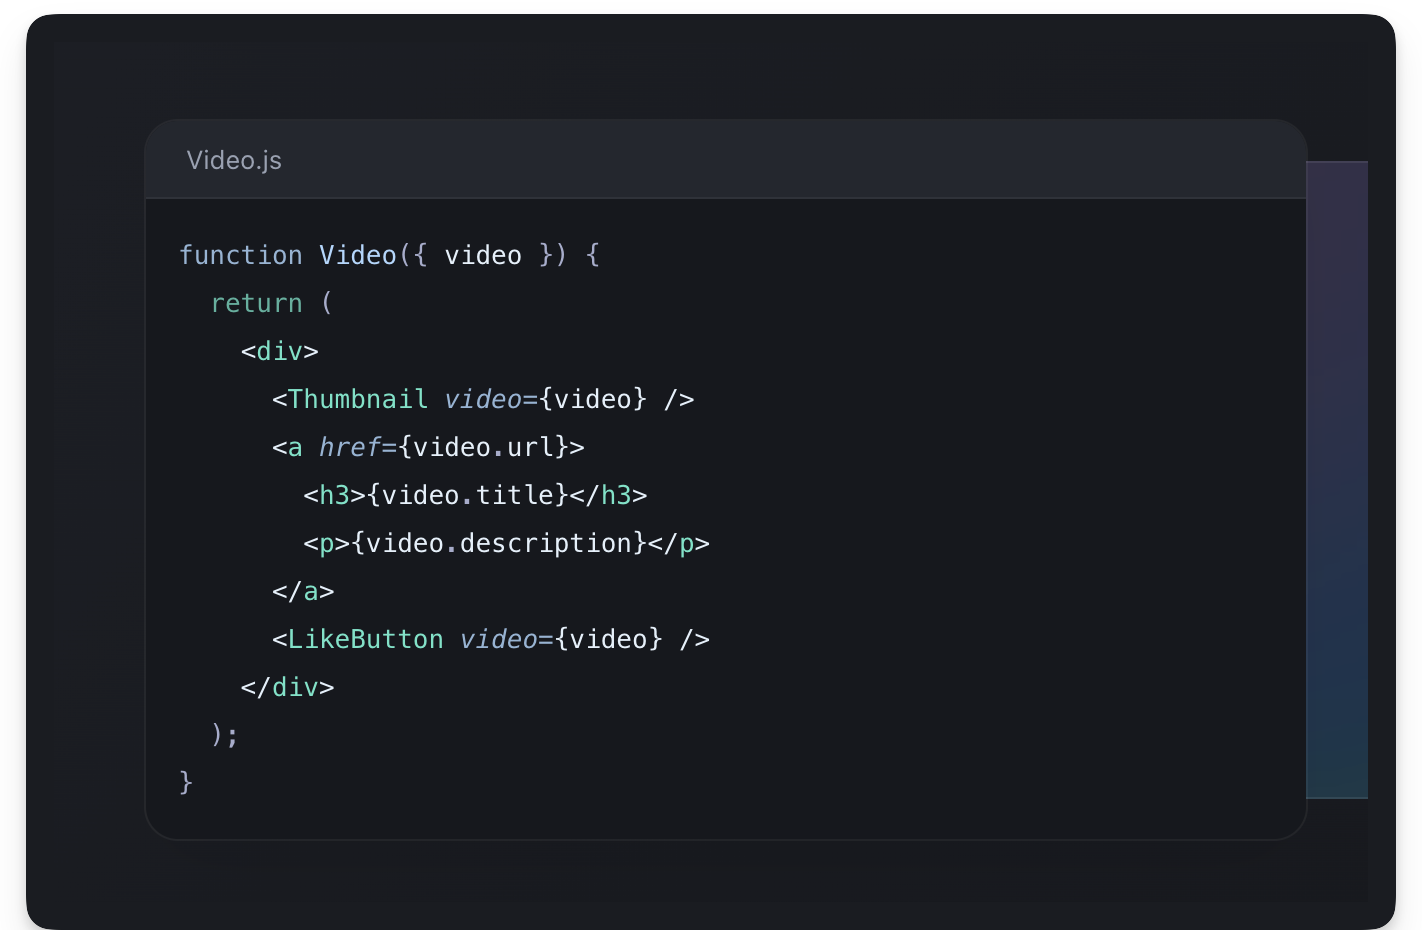 Video.js
function Video({ video }) {
  return (
    <div>
      <Thumbnail video={video} />
      <a href={video.url}>
        <h3>{video.title}</h3>
        <p>{video.description}</p>
      </a>
      <LikeButton video={video} />
    </div>
  );
}